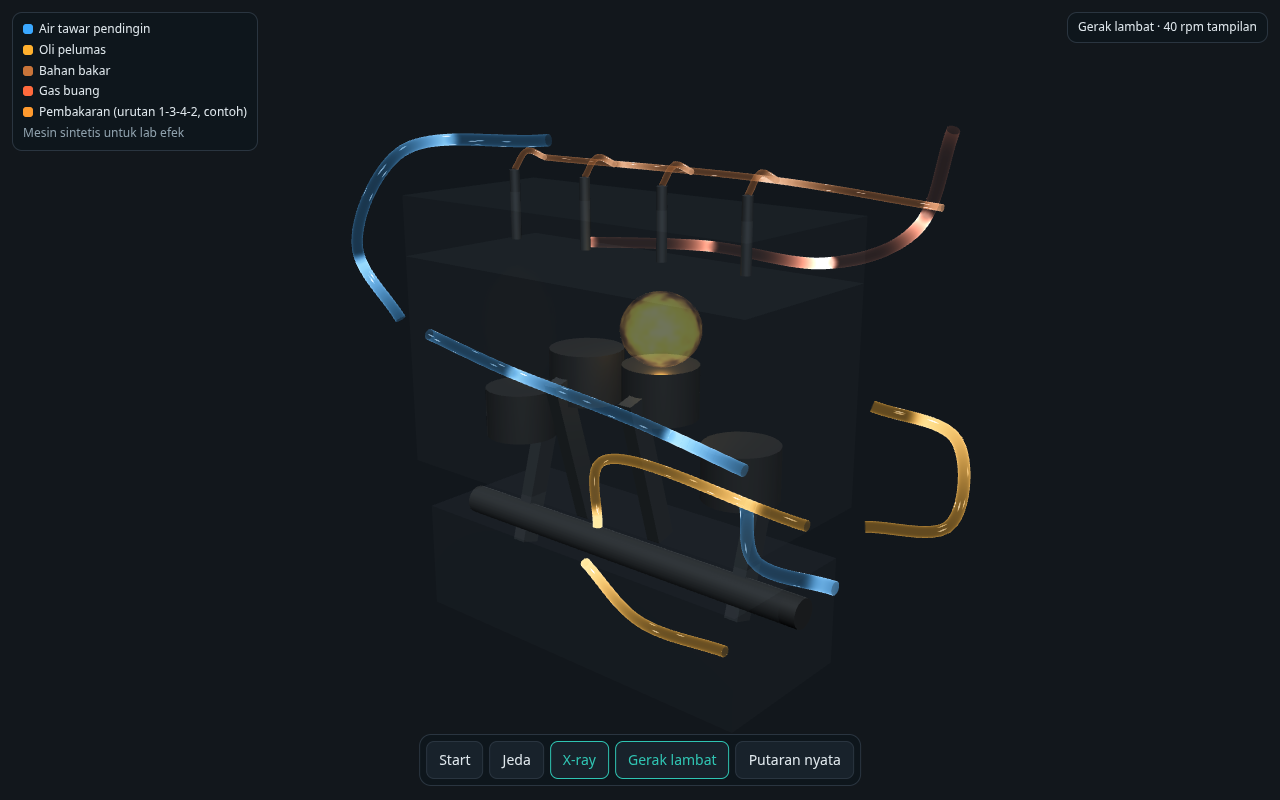 Air tawar pendingin
Oli pelumas
Bahan bakar
Gas buang
Pembakaran (urutan 1-3-4-2, contoh)
Mesin sintetis untuk lab efek
Gerak lambat · 40 rpm tampilan
Start
Jeda
X-ray
Gerak lambat
Putaran nyata